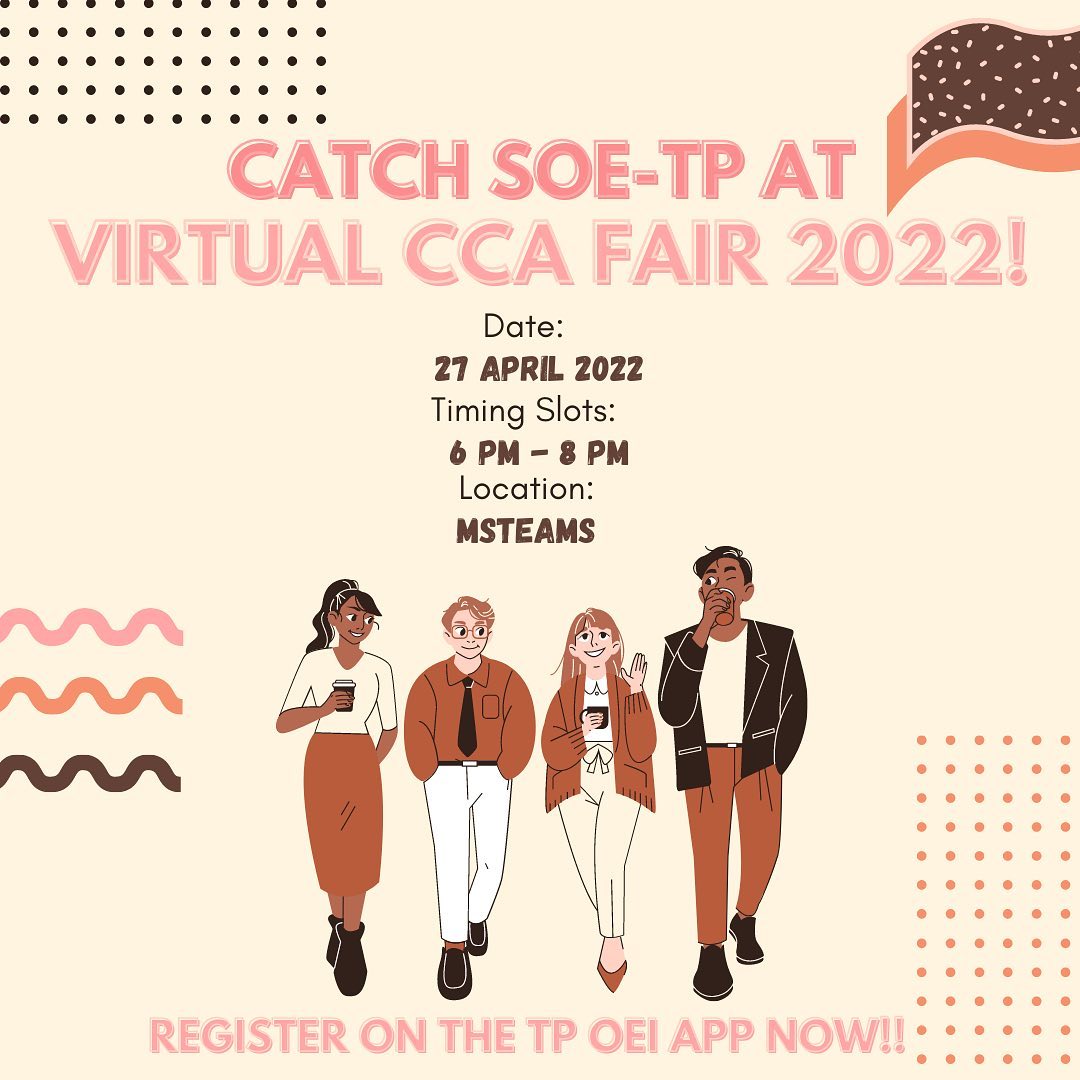 CATCH SOE-TP AT
VIRTUAL CCA FAIR 2022!
Date:
27 APRIL 2022
Timing Slots:
6 PM – 8 PM
Location:
MSTEAMS
REGISTER ON THE TP OEI APP NOW!!